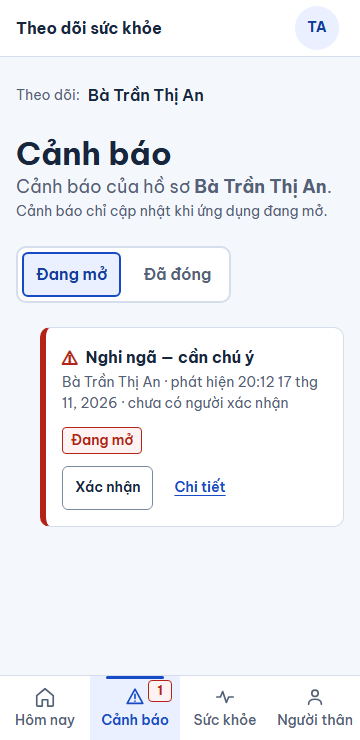 Theo dõi sức khỏe
TA
Theo dõi: Bà Trần Thị An
Cảnh báo
Cảnh báo của hồ sơ Bà Trần Thị An.
Cảnh báo chỉ cập nhật khi ứng dụng đang mở.
Đang mở
Đã đóng
Nghi ngã — cần chú ý
Bà Trần Thị An · phát hiện 20:12 17 thg
11, 2026 · chưa có người xác nhận
Đang mở
Xác nhận
Chi tiết
1
Hôm nay
Cảnh báo
Sức khỏe
Người thân